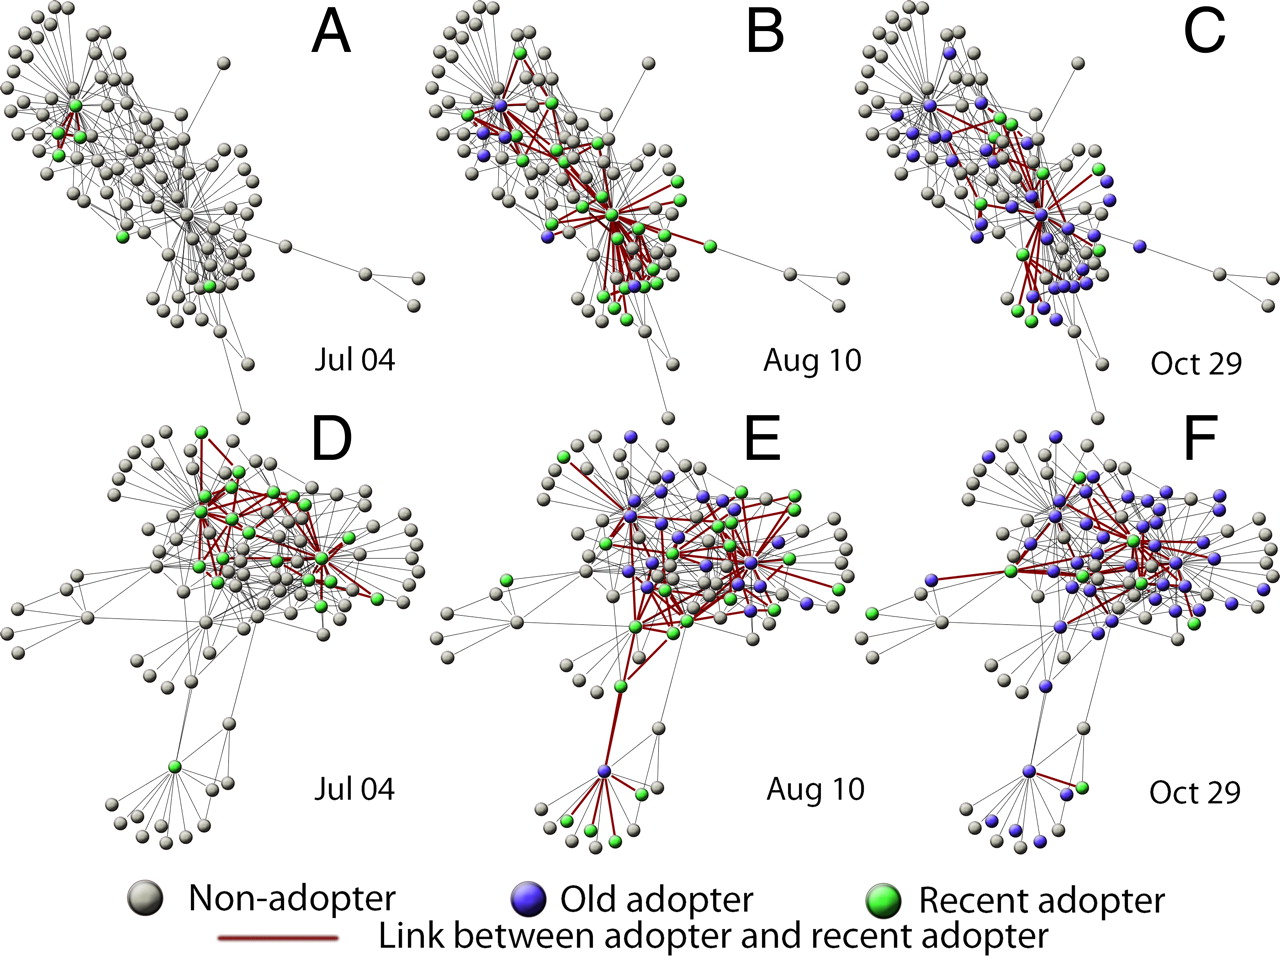 A
B
C
Jul 04
Aug 10
Oct 29
D
E
F
Jul 04
Aug 10
Oct 29
Non-adopter
Old adopter
Recent adopter
Link between adopter and recent adopter